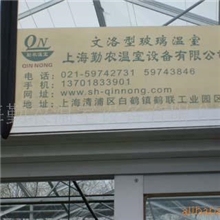 QN
QIN NONG
文洛型玻璃温室
上海勤农温室设备有限公
电话：021-59742731 59743846
手机：13701833901
网址：www.sh-qinnong.com
地址：上海青浦区白鹤镇鹤联工业园区